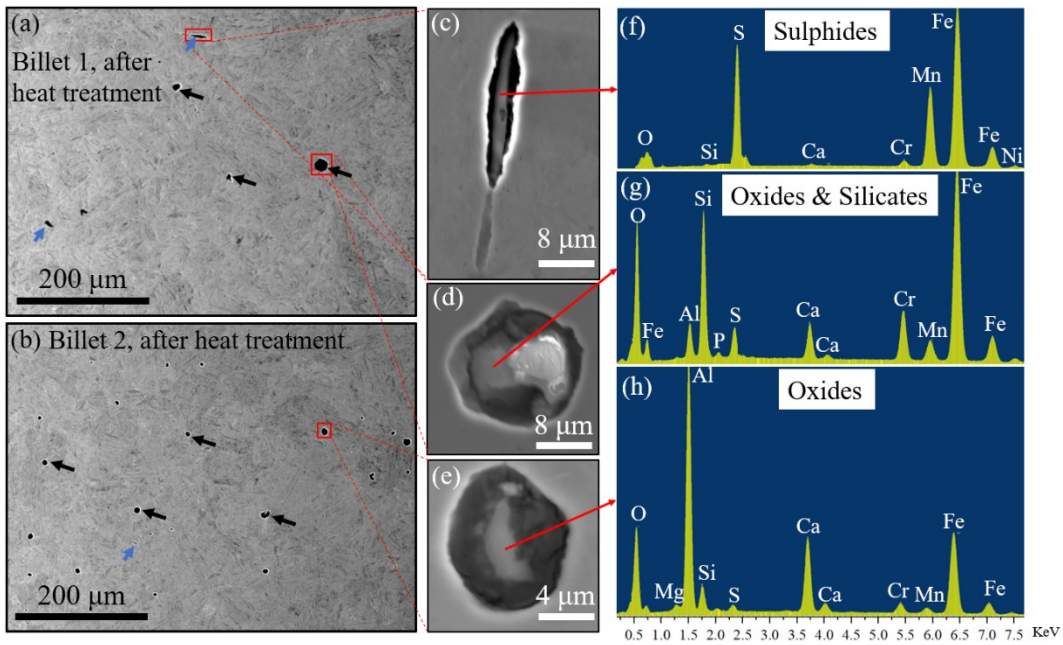 (a)
Billet 1, after
heat treatment
200 μm
(b) Billet 2, after heat treatment
200 μm
(c)
8 μm
(d)
8 μm
(e)
4 μm
(f)
Sulphides
O
Si
S
Ca
Cr
Mn
Fe
Fe
Ni
(g)
Oxides & Silicates
O
Fe
Al
Si
P
S
Ca
Ca
Cr
Mn
Fe
Fe
(h)
Oxides
O
Mg
Al
Si
S
Ca
Ca
Cr
Mn
Fe
Fe
0.5 1.0 1.5 2.0 2.5 3.0 3.5 4.0 4.5 5.0 5.5 6.0 6.5 7.0 7.5 KeV